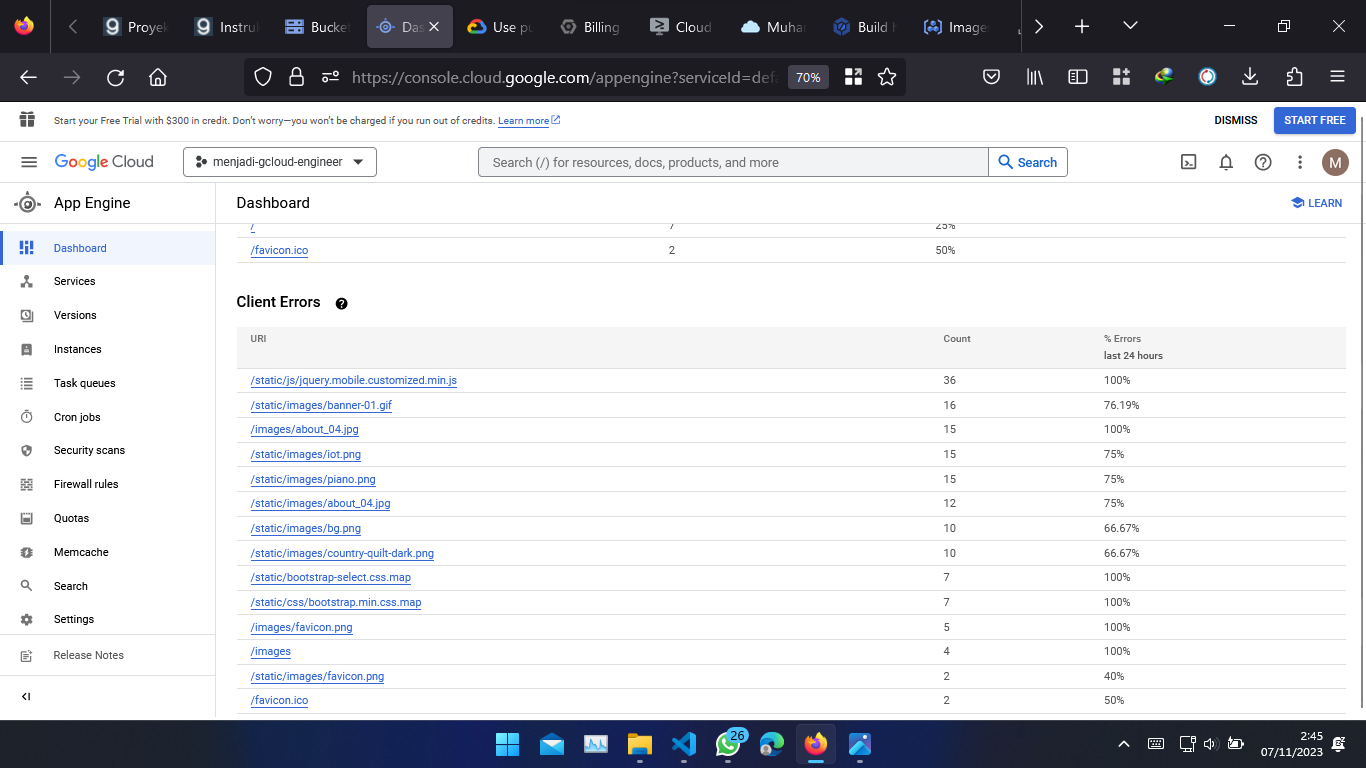 Proyek
Instruk
Bucket
Das
Use pu
Billing
Cloud
Muham
Build h
Images
https://console.cloud.google.com/appengine?serviceId=defa
70%
Start your Free Trial with $300 in credit. Don't worry—you won't be charged if you run out of credits. Learn more
DISMISS
START FREE
Google Cloud
menjadi-gcloud-engineer
Search (/) for resources, docs, products, and more
Search
M
App Engine
Dashboard
LEARN
Dashboard
Services
Versions
Instances
Task queues
Cron jobs
Security scans
Firewall rules
Quotas
Memcache
Search
Settings
Release Notes
/ 7 25%
/favicon.ico 2 50%
Client Errors
URI Count % Errors
last 24 hours
/static/js/jquery.mobile.customized.min.js 36 100%
/static/images/banner-01.gif 16 76.19%
/images/about_04.jpg 15 100%
/static/images/iot.png 15 75%
/static/images/piano.png 15 75%
/static/images/about_04.jpg 12 75%
/static/images/bg.png 10 66.67%
/static/images/country-quilt-dark.png 10 66.67%
/static/bootstrap-select.css.map 7 100%
/static/css/bootstrap.min.css.map 7 100%
/images/favicon.png 5 100%
/images 4 100%
/static/images/favicon.png 2 40%
/favicon.ico 2 50%
26
2:45
07/11/2023